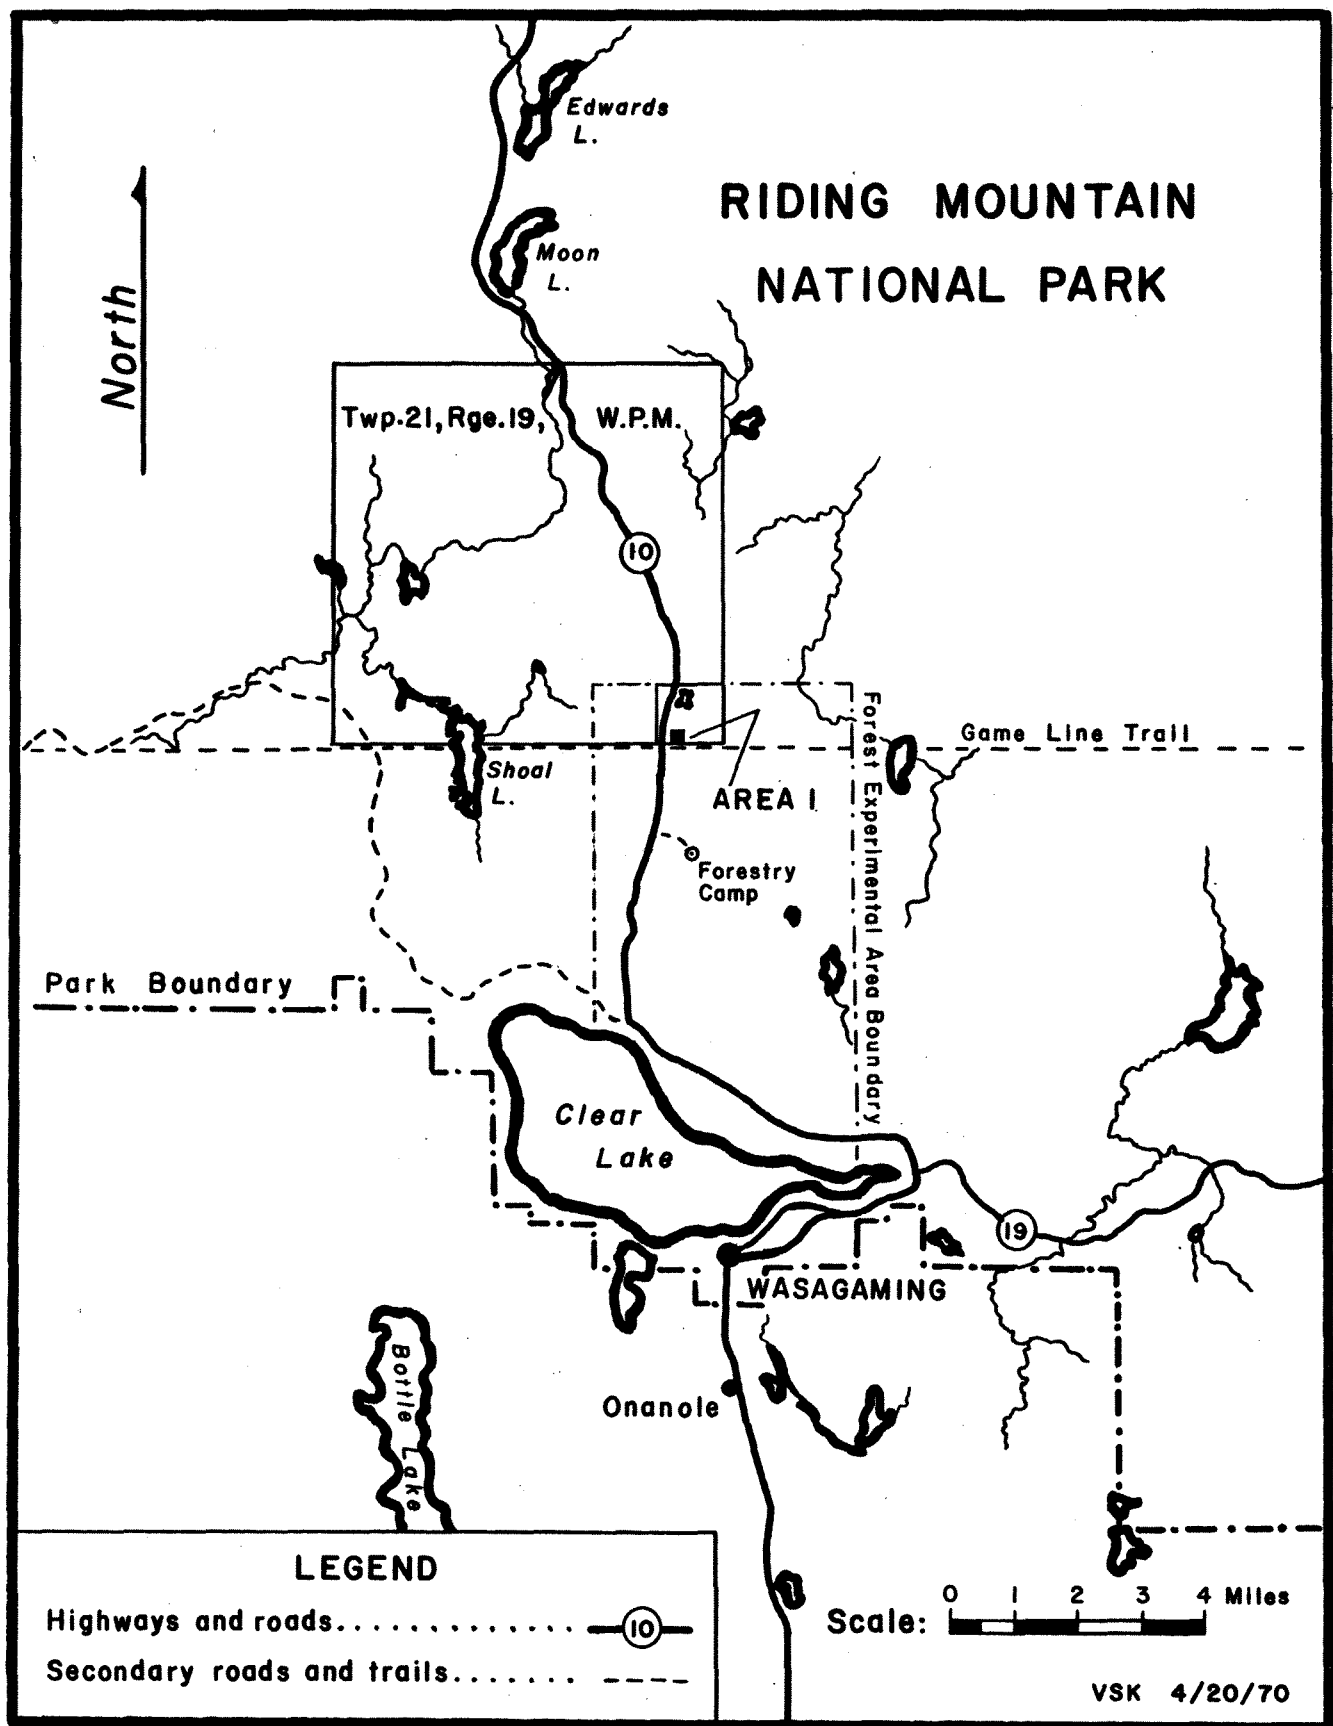 Edwards
L.
RIDING MOUNTAIN
NATIONAL PARK
Moon
L.
North
Twp.21, Rge.19, W.P.M.
10
Game Line Trail
Shoal
L.
AREA 1
Forestry
Camp
Forest Experimental Area Boundary
Park Boundary
Clear
Lake
19
WASAGAMING
Bottle Lake
Onanole
LEGEND
Highways and roads............. 10
Secondary roads and trails.......
Scale:
0 1 2 3 4 Miles
VSK 4/20/70